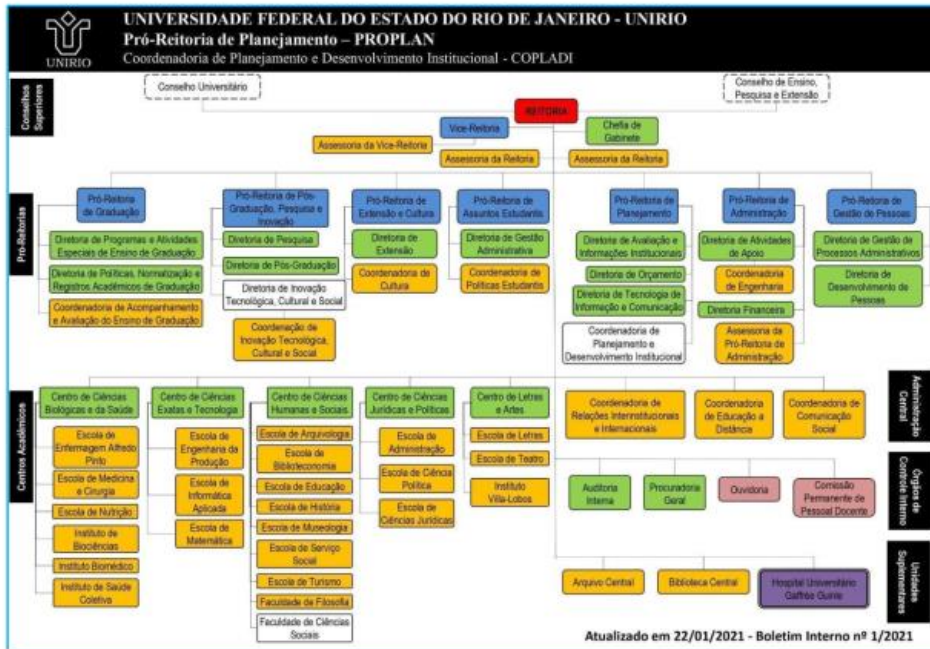 UNIVERSIDADE FEDERAL DO ESTADO DO RIO DE JANEIRO - UNIRIO
Pró-Reitoria de Planejamento – PROPLAN
Coordenadoria de Planejamento e Desenvolvimento Institucional - COPLADI
UNIRIO
Conselhos
Superiores
Conselho Universitário
Conselho de Ensino,
Pesquisa e Extensão
REITORIA
Vice-Reitoria
Chefia de
Gabinete
Assessoria da Vice-Reitoria
Assessoria da Reitoria
Assessoria da Reitoria
Pró-Reitorias
Pró-Reitoria
de Graduação
Diretoria de Programas e Atividades
Especiais de Ensino de Graduação
Diretoria de Políticas, Normatização e
Registros Acadêmicos de Graduação
Coordenadoria de Acompanhamento
e Avaliação do Ensino de Graduação
Pró-Reitoria de Pós-
Graduação, Pesquisa e
Inovação
Diretoria de Pesquisa
Diretoria de Pós-Graduação
Diretoria de Inovação
Tecnológica, Cultural e Social
Coordenação de
Inovação Tecnológica,
Cultural e Social
Pró-Reitoria de
Extensão e Cultura
Diretoria de
Extensão
Coordenadoria de
Cultura
Pró-Reitoria de
Assuntos Estudantis
Diretoria de Gestão
Administrativa
Coordenadoria de
Políticas Estudantis
Pró-Reitoria de
Planejamento
Diretoria de Avaliação e
Informações Institucionais
Diretoria de Orçamento
Diretoria de Tecnologia de
Informação e Comunicação
Coordenadoria de
Planejamento e
Desenvolvimento Institucional
Pró-Reitoria de
Administração
Diretoria de Atividades
de Apoio
Coordenadoria
de Engenharia
Diretoria Financeira
Assessoria da
Pró-Reitoria de
Administração
Pró-Reitoria de
Gestão de Pessoas
Diretoria de Gestão de
Processos Administrativos
Diretoria de
Desenvolvimento de
Pessoas
Centros Acadêmicos
Centro de Ciências
Biológicas e da Saúde
Escola de
Enfermagem Alfredo
Pinto
Escola de Medicina e
Cirurgia
Escola de Nutrição
Instituto de
Biociências
Instituto Biomédico
Instituto de Saúde
Coletiva
Centro de Ciências
Exatas e Tecnologia
Escola de
Engenharia da
Produção
Escola de
Informática
Aplicada
Escola de
Matemática
Centro de Ciências
Humanas e Sociais
Escola de Arquivologia
Escola de
Biblioteconomia
Escola de Educação
Escola de História
Escola de Museologia
Escola de Serviço
Social
Escola de Turismo
Faculdade de Filosofia
Faculdade de Ciências
Sociais
Centro de Ciências
Jurídicas e Políticas
Escola de
Administração
Escola de Ciência
Política
Escola de
Ciências Jurídicas
Centro de Letras e
Artes
Escola de Letras
Escola de Teatro
Instituto
Villa-Lobos
Coordenadoria de
Relações Interinstitucionais
e Internacionais
Coordenadoria
de Educação a
Distância
Coordenadoria de
Comunicação
Social
Administração
Central
Auditoria
Interna
Procuradoria
Geral
Ouvidoria
Comissão
Permanente de
Pessoal Docente
Órgãos de
Controle Interno
Arquivo Central
Biblioteca Central
Hospital Universitário
Gaffrée Guinle
Unidades
Suplementares
Atualizado em 22/01/2021 - Boletim Interno nº 1/2021